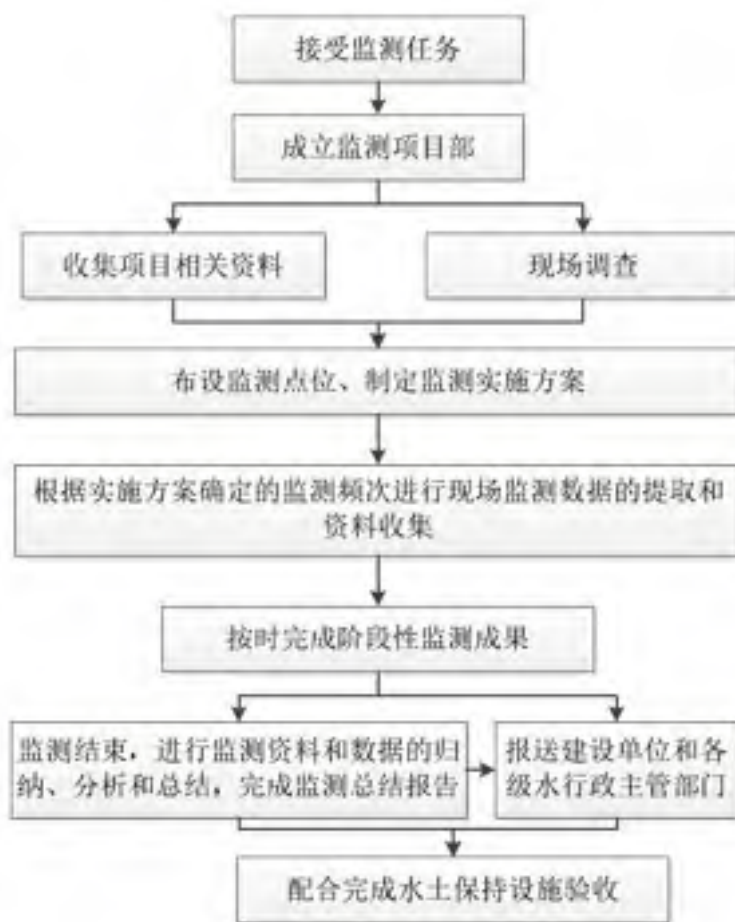 接受监测任务
成立监测项目部
收集项目相关资料
现场调查
布设监测点位、制定监测实施方案
根据实施方案确定的监测频次进行现场监测数据的提取和
资料收集
按时完成阶段性监测成果
监测结束，进行监测资料和数据的归
纳、分析和总结，完成监测总结报告
报送建设单位和各
级水行政主管部门
配合完成水土保持设施验收